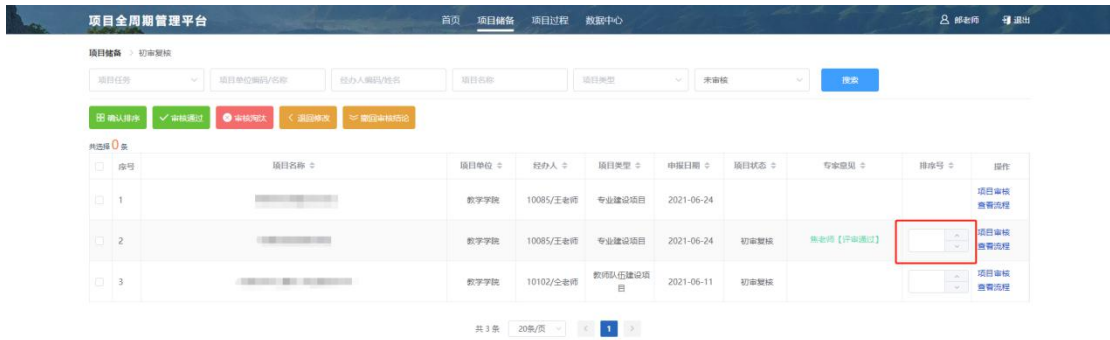 项目全周期管理平台 首页 项目储备 项目过程 数据中心 邮老师 退出
项目储备 > 初审复核
项目任务 项目单位编码/名称 经办人编码/姓名 项目名称 项目类型 未审核 搜索
确认排序 审核通过 审核淘汰 退回修改 撤回审核结论
共选择 0 条
序号 项目名称 项目单位 经办人 项目类型 申报日期 项目状态 专家意见 排序号 操作
1 教学学院 10085/王老师 专业建设项目 2021-06-24 项目审核
查看流程
2 教学学院 10085/王老师 专业建设项目 2021-06-24 初审复核 焦老师【评审通过】 项目审核
查看流程
3 教学学院 10102/仝老师 教师队伍建设项目 2021-06-11 初审复核 项目审核
查看流程
共 3 条 20条/页 < 1 >